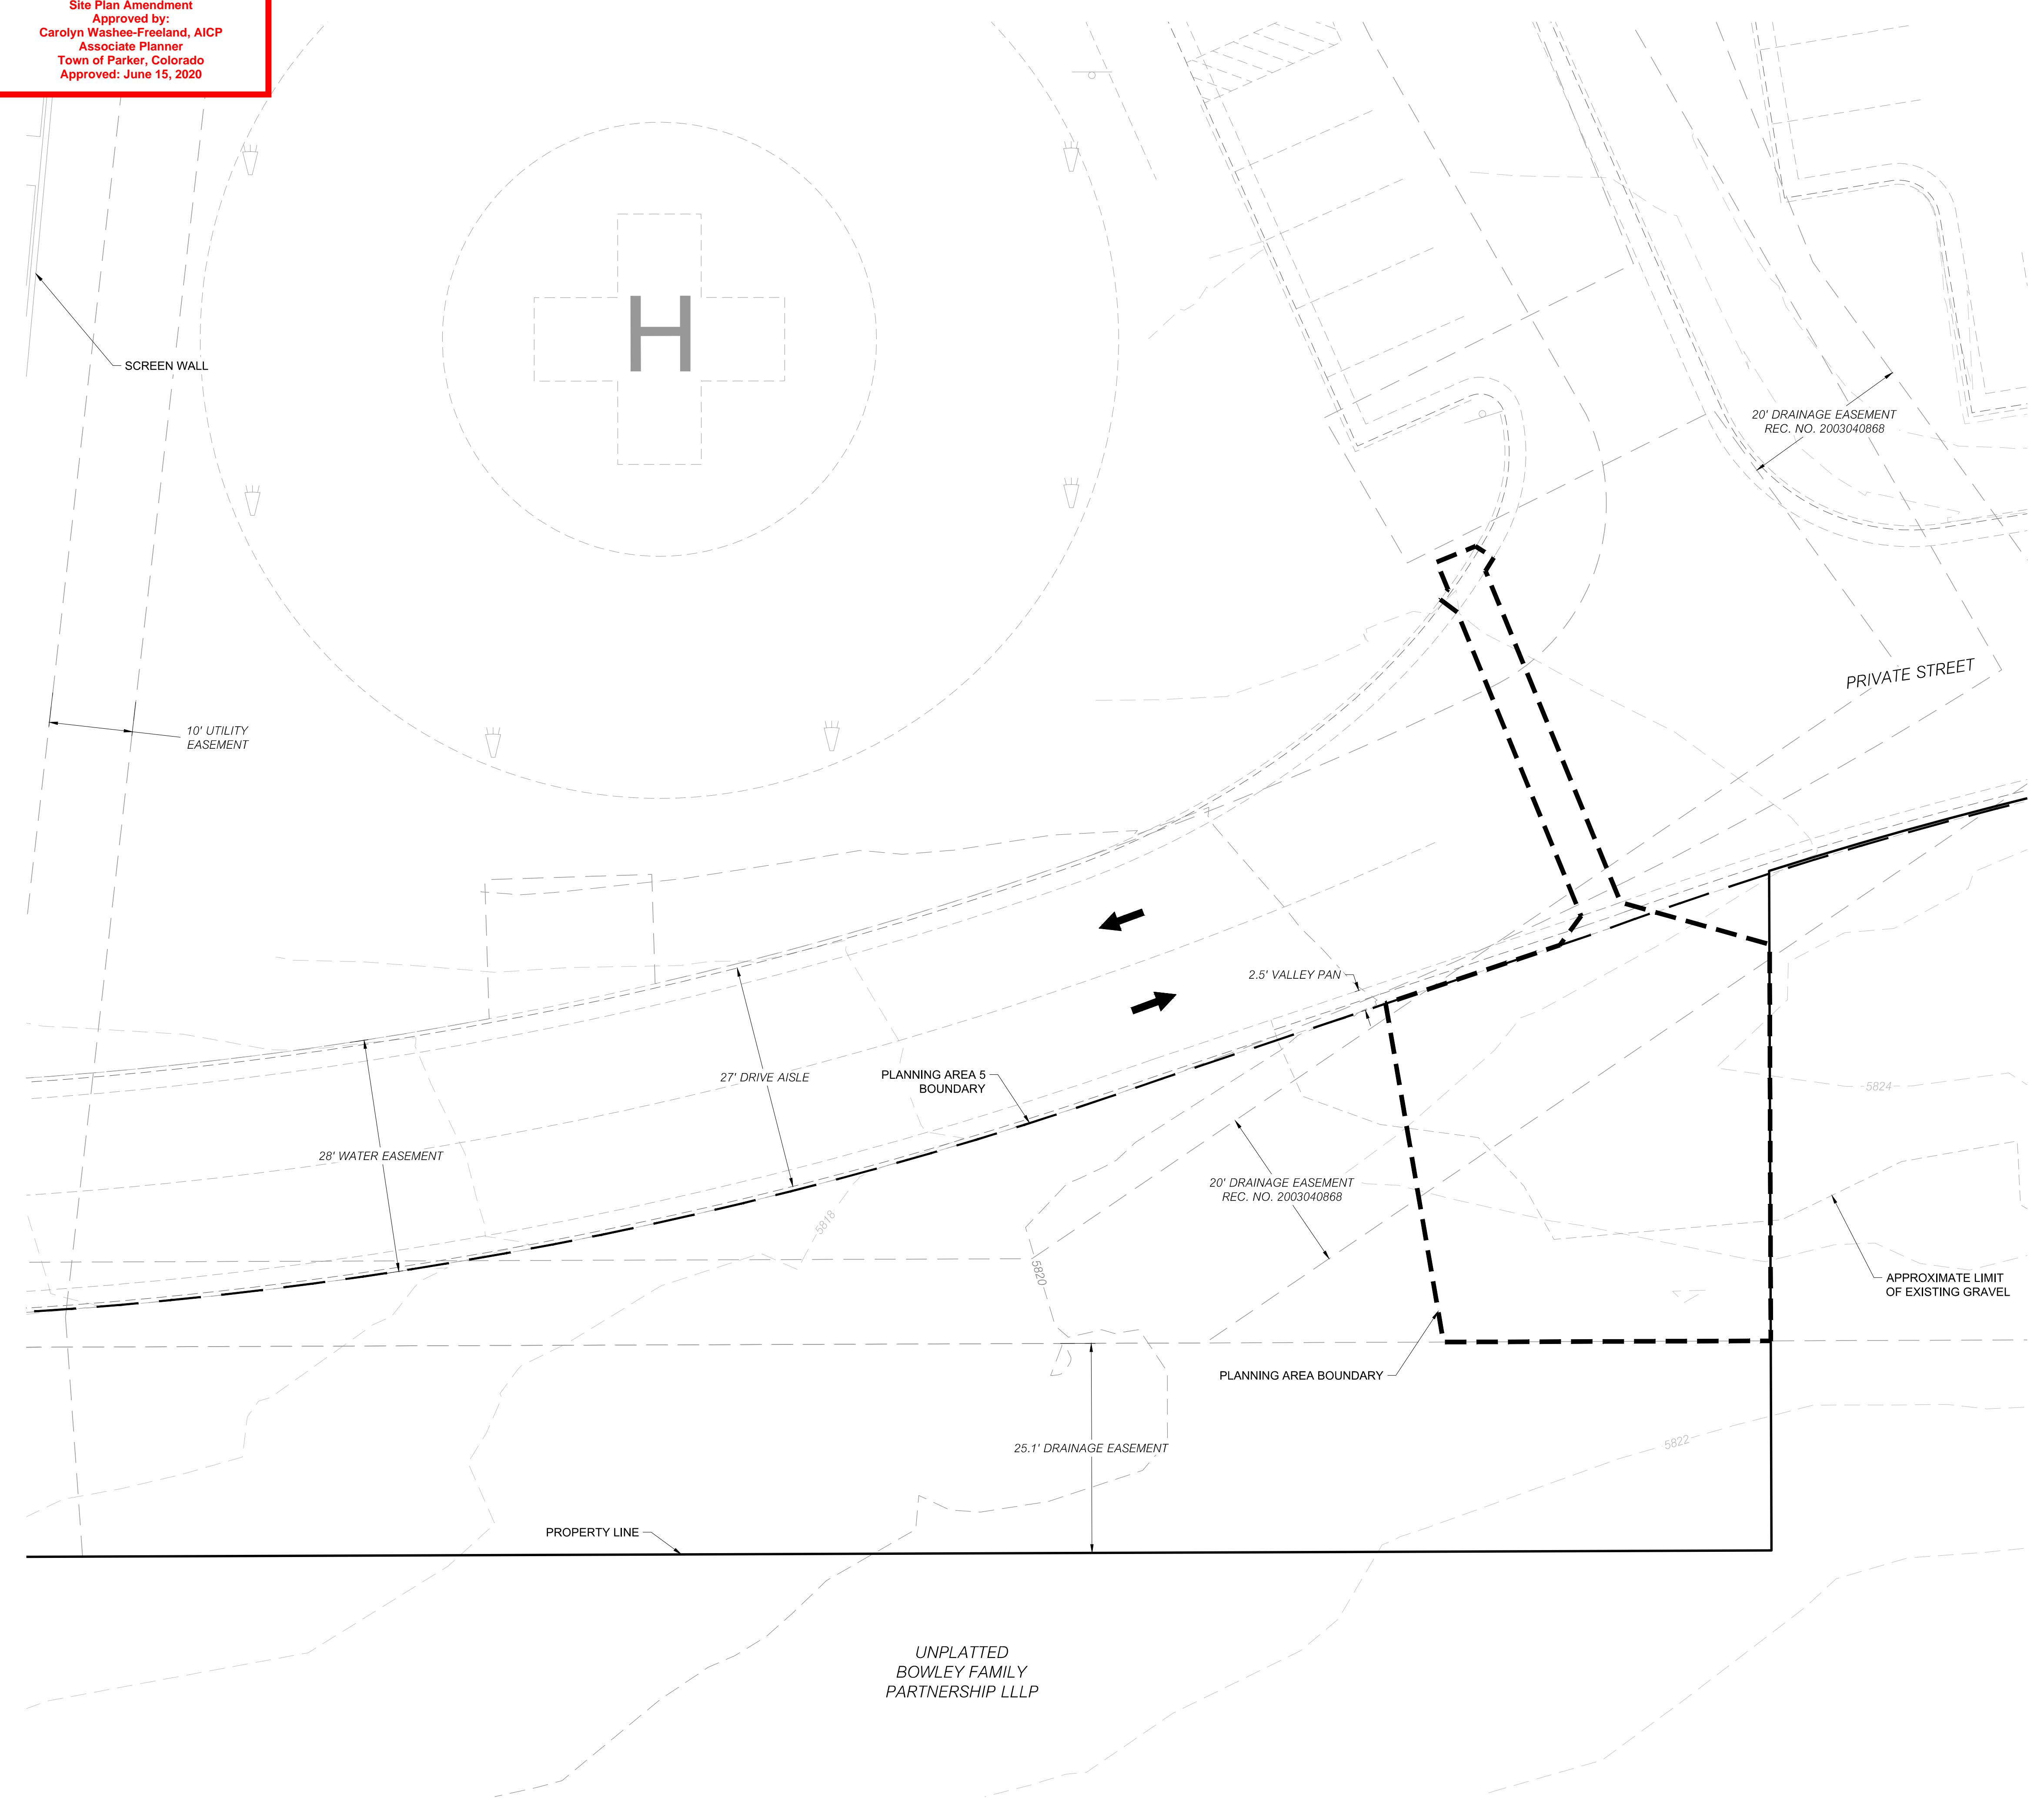 Site Plan Amendment
Approved by:
Carolyn Washee-Freeland, AICP
Associate Planner
Town of Parker, Colorado
Approved: June 15, 2020
H
SCREEN WALL
20' DRAINAGE EASEMENT
REC. NO. 2003040868
PRIVATE STREET
10' UTILITY
EASEMENT
2.5' VALLEY PAN
27' DRIVE AISLE
PLANNING AREA 5
BOUNDARY
5824
28' WATER EASEMENT
20' DRAINAGE EASEMENT
REC. NO. 2003040868
5818
5820
APPROXIMATE LIMIT
OF EXISTING GRAVEL
PLANNING AREA BOUNDARY
25.1' DRAINAGE EASEMENT
5822
PROPERTY LINE
UNPLATTED
BOWLEY FAMILY
PARTNERSHIP LLLP